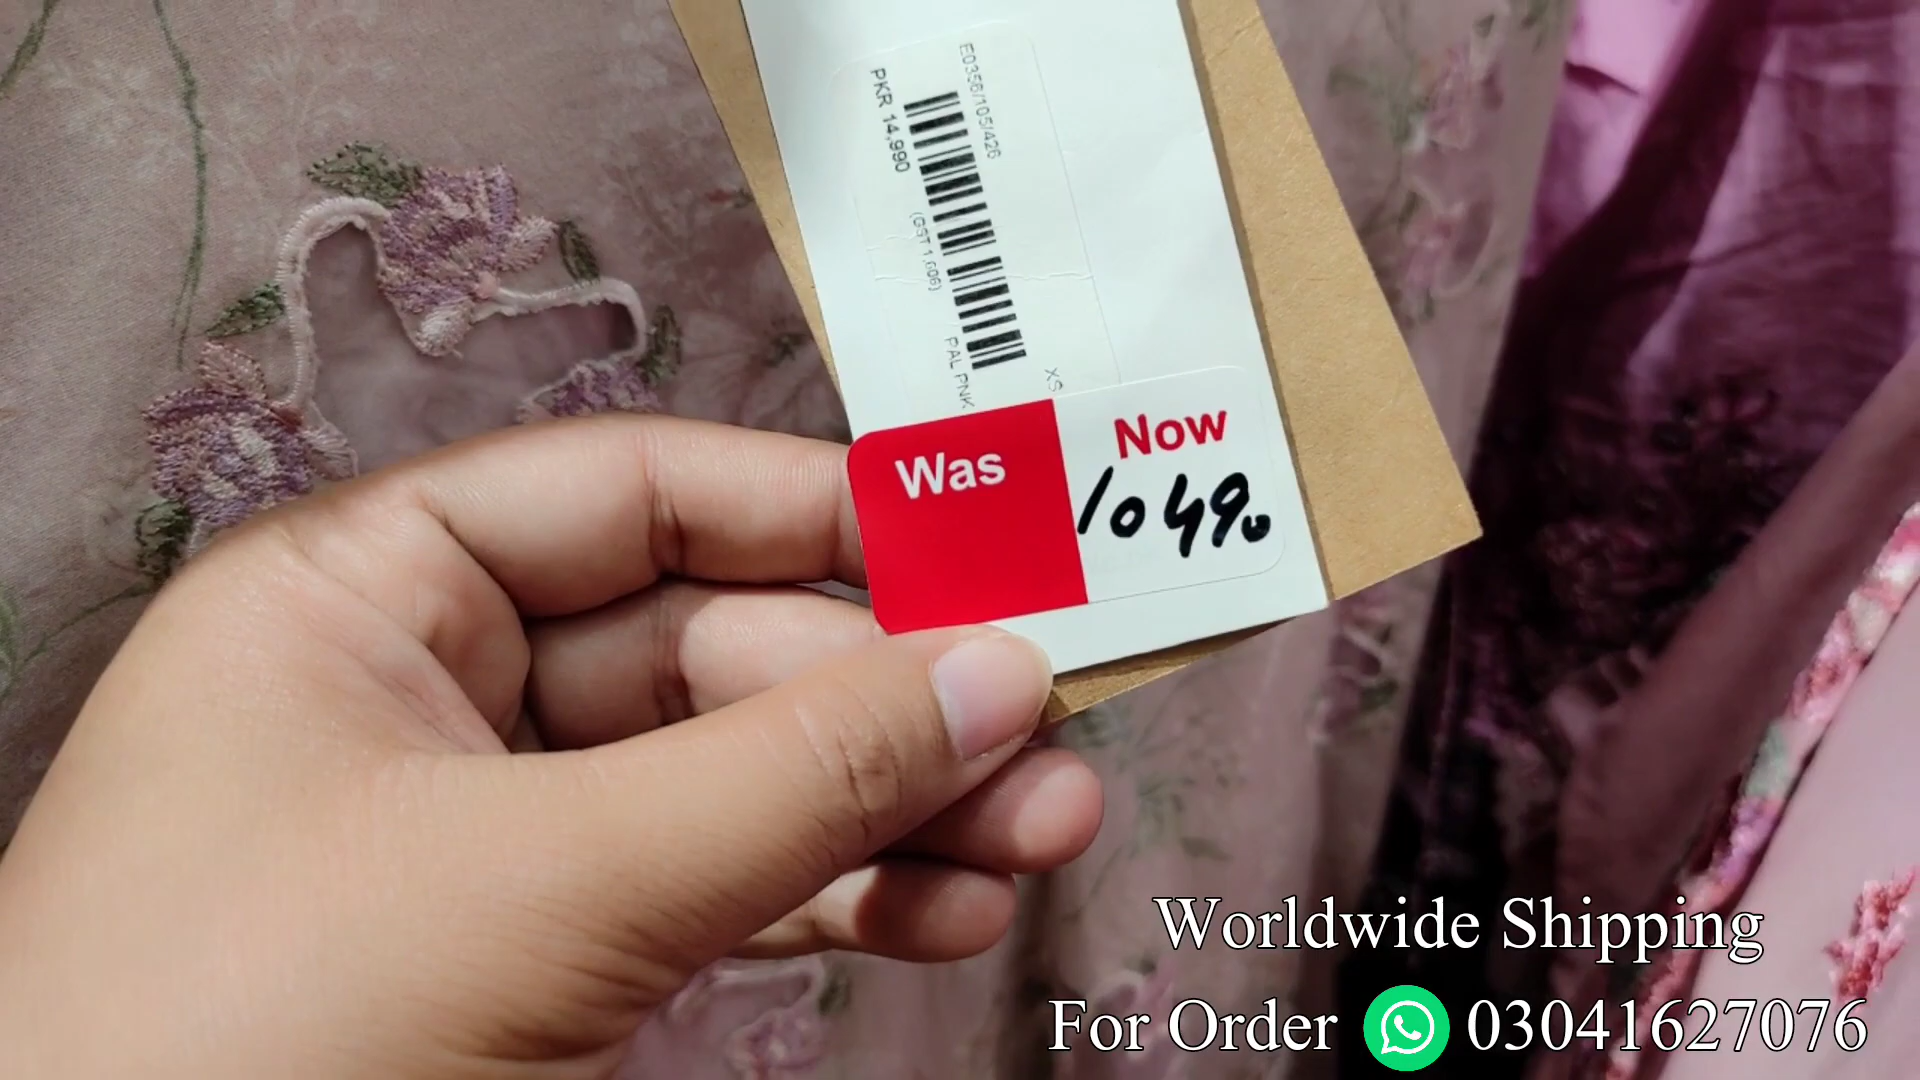 E0356/105/426
PKR 14,990
(GST 1,606)
PAL PNK
XS
Was
Now
10490
Worldwide Shipping
For Order 03041627076